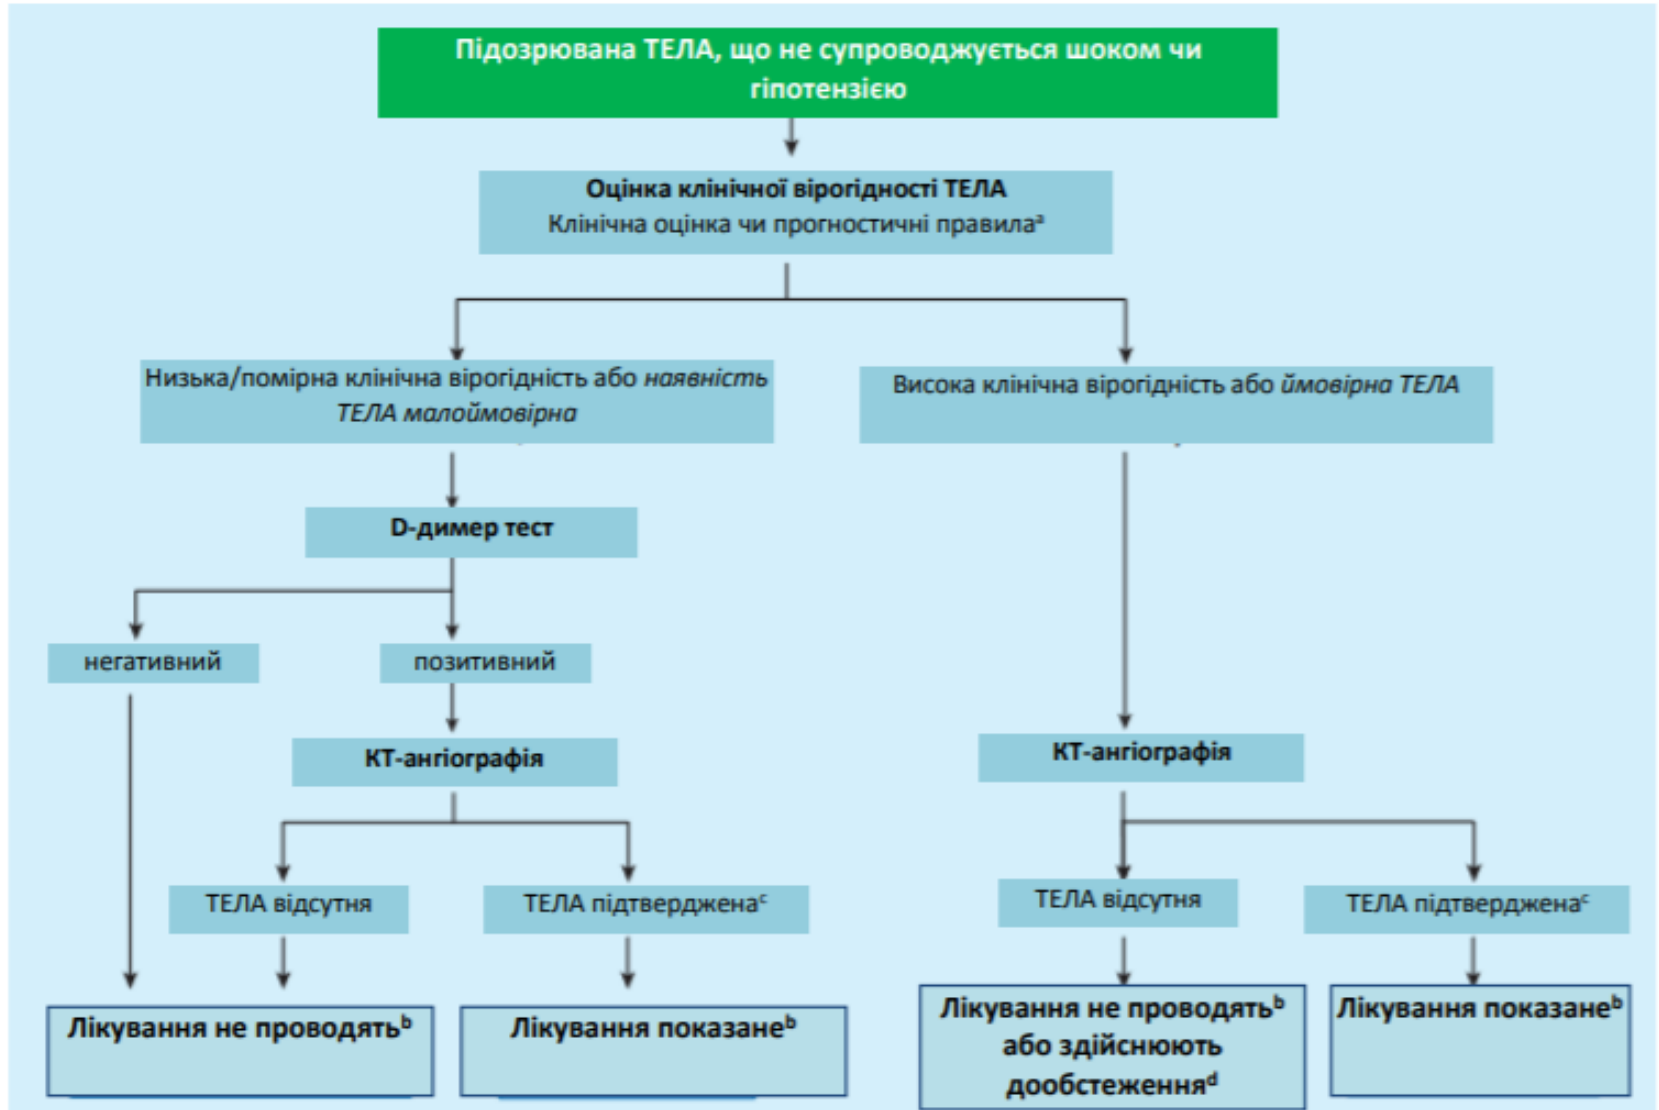 Підозрювана ТЕЛА, що не супроводжується шоком чи
гіпотензією
Оцінка клінічної вірогідності ТЕЛА
Клінічна оцінка чи прогностичні правилаᵃ
Низька/помірна клінічна вірогідність або наявність
ТЕЛА малоймовірна
Висока клінічна вірогідність або ймовірна ТЕЛА
D-димер тест
негативний
позитивний
КТ-ангіографія
КТ-ангіографія
ТЕЛА відсутня
ТЕЛА підтвердженаᶜ
ТЕЛА відсутня
ТЕЛА підтвердженаᶜ
Лікування не проводятьᵇ
Лікування показанеᵇ
Лікування не проводятьᵇ
або здійснюють
дообстеженняᵈ
Лікування показанеᵇ